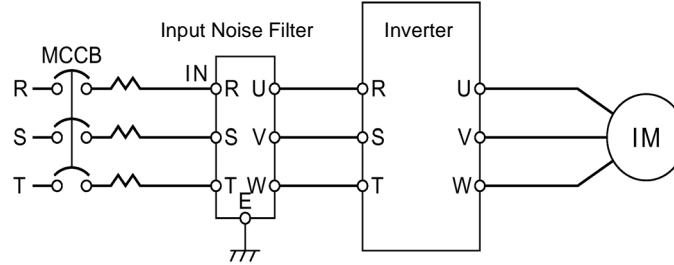 Input Noise Filter Inverter
MCCB
IN
R R U R U
S S V S V IM
T T W T W
E